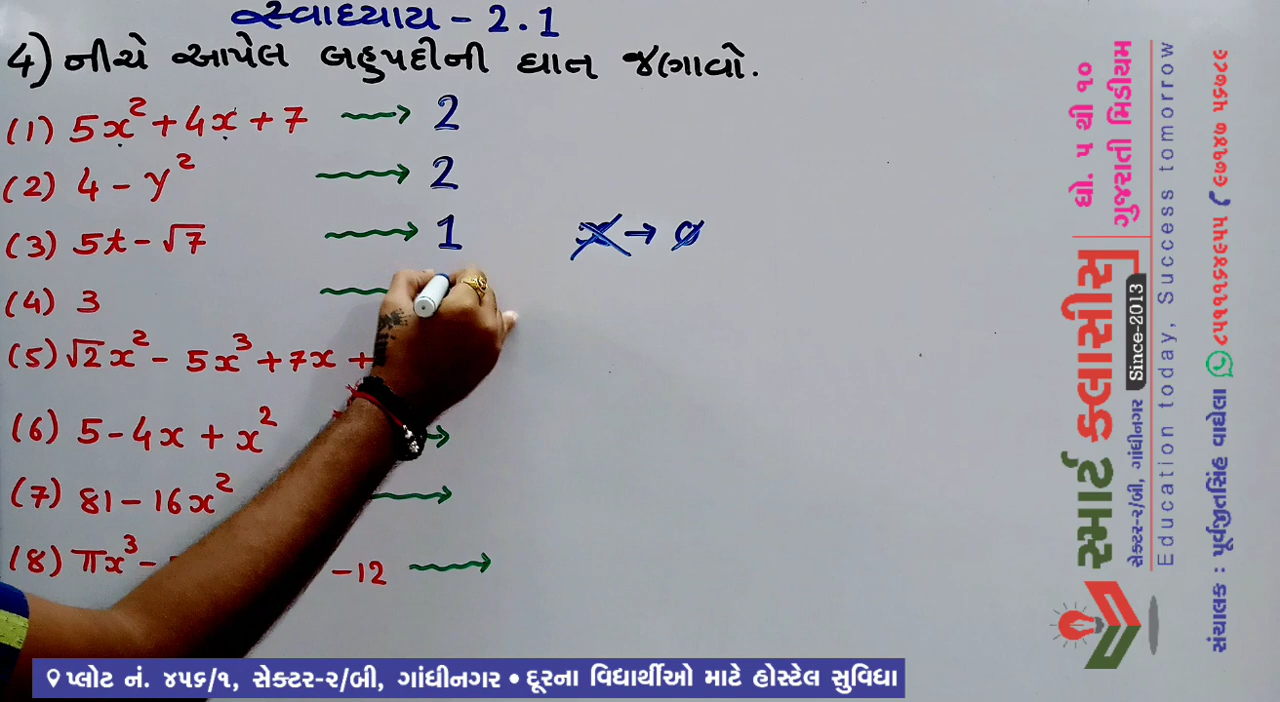 સ્વાધ્યાય - 2.1
4) નીચે આપેલ બહુપદીની ઘાત જણાવો.
(1) 5x² + 4x + 7 → 2
(2) 4 - y² → 2
(3) 5t - √7 → 1
x → 0
(4) 3
(5) √2x² - 5x³ + 7x +
(6) 5 - 4x + x² →
(7) 81 - 16x² →
(8) πx³ - -12 →
ધો. ૫ થી ૧૦
ગુજરાતી મિડીયમ
સ્માર્ટ ક્લાસીસ
Since-2013
સેક્ટર-૨/બી, ગાંધીનગર
Education today, Success tomorrow
સંચાલક : પૂર્વજીતસિંહ વાઘેલા
પ્લોટ નં. ૪૫૬/૧, સેક્ટર-૨/બી, ગાંધીનગર • દૂરના વિદ્યાર્થીઓ માટે હોસ્ટેલ સુવિધા